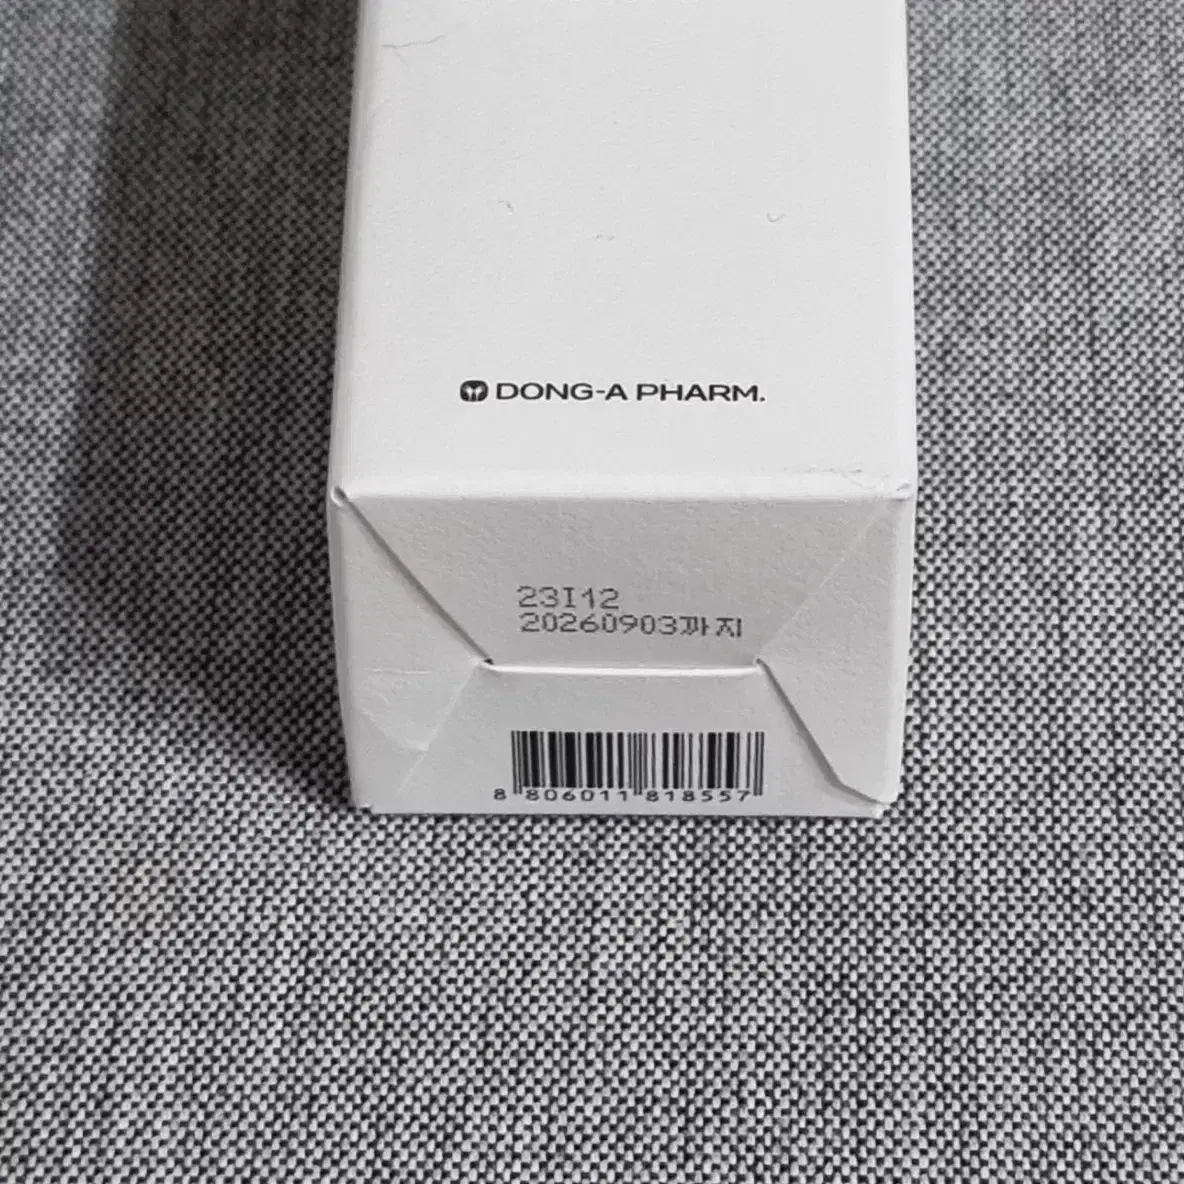 DONG-A PHARM.
23I12
20260903까지
8 806011 818557